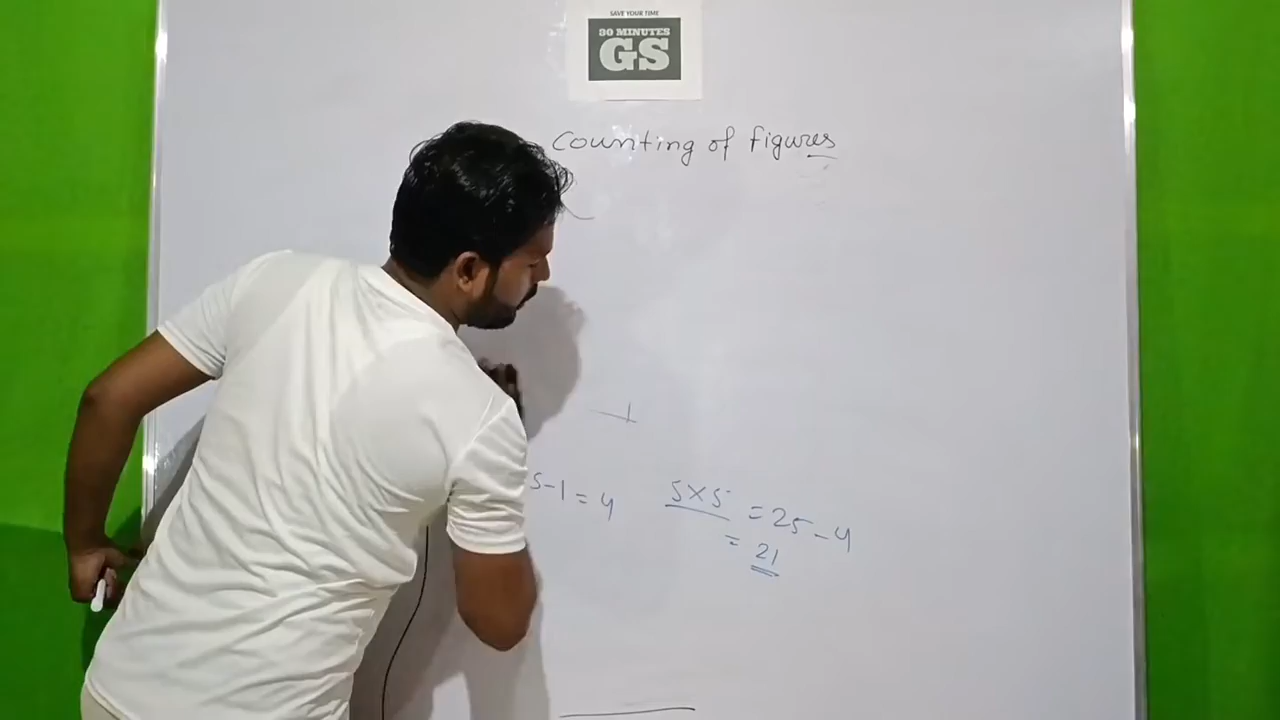 SAVE YOUR TIME
30 MINUTES
GS
Counting of figures
5-1=4
5×5 = 25-4
= 21